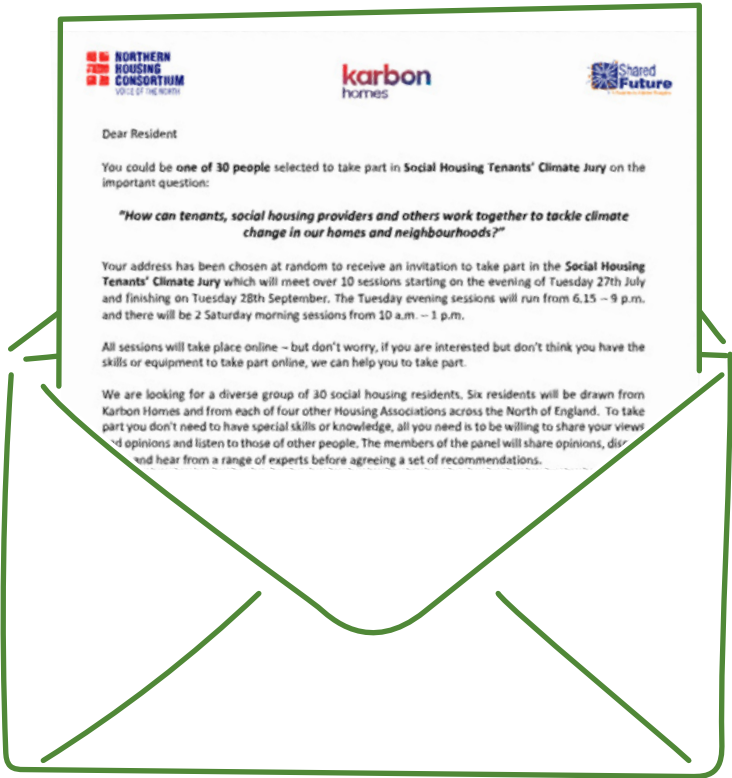 NORTHERN
HOUSING
CONSORTIUM
VOICE OF THE NORTH
karbon
homes
Shared
Future
Dear Resident
You could be one of 30 people selected to take part in Social Housing Tenants' Climate Jury on the
important question:
"How can tenants, social housing providers and others work together to tackle climate
change in our homes and neighbourhoods?"
Your address has been chosen at random to receive an invitation to take part in the Social Housing
Tenants' Climate Jury which will meet over 10 sessions starting on the evening of Tuesday 27th July
and finishing on Tuesday 28th September. The Tuesday evening sessions will run from 6.15 – 9 p.m.
and there will be 2 Saturday morning sessions from 10 a.m. – 1 p.m.
All sessions will take place online – but don't worry, if you are interested but don't think you have the
skills or equipment to take part online, we can help you to take part.
We are looking for a diverse group of 30 social housing residents. Six residents will be drawn from
Karbon Homes and from each of four other Housing Associations across the North of England. To take
part you don't need to have special skills or knowledge, all you need is to be willing to share your views
opinions and listen to those of other people. The members of the panel will share opinions,
and hear from a range of experts before agreeing a set of recommendations.